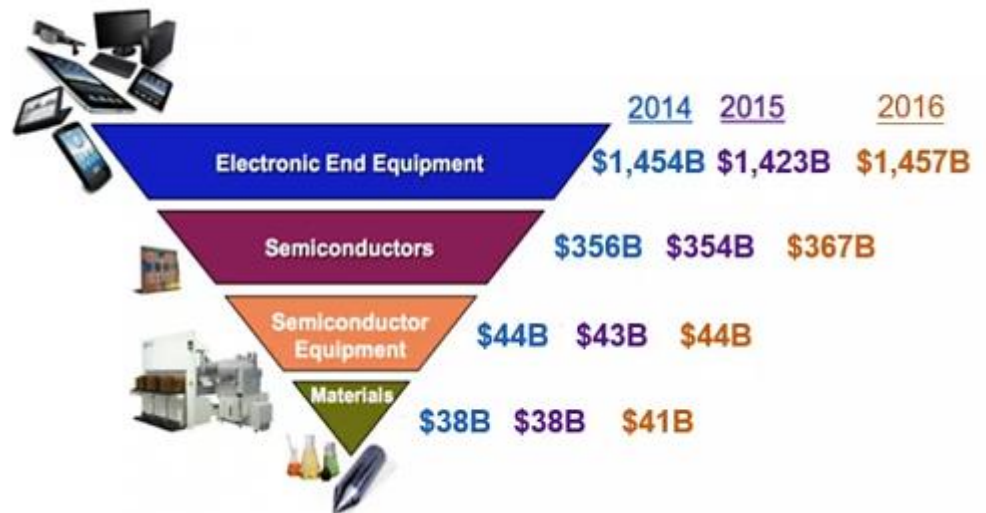 2014 2015 2016
Electronic End Equipment $1,454B $1,423B $1,457B
Semiconductors $356B $354B $367B
Semiconductor
Equipment $44B $43B $44B
Materials
$38B $38B $41B